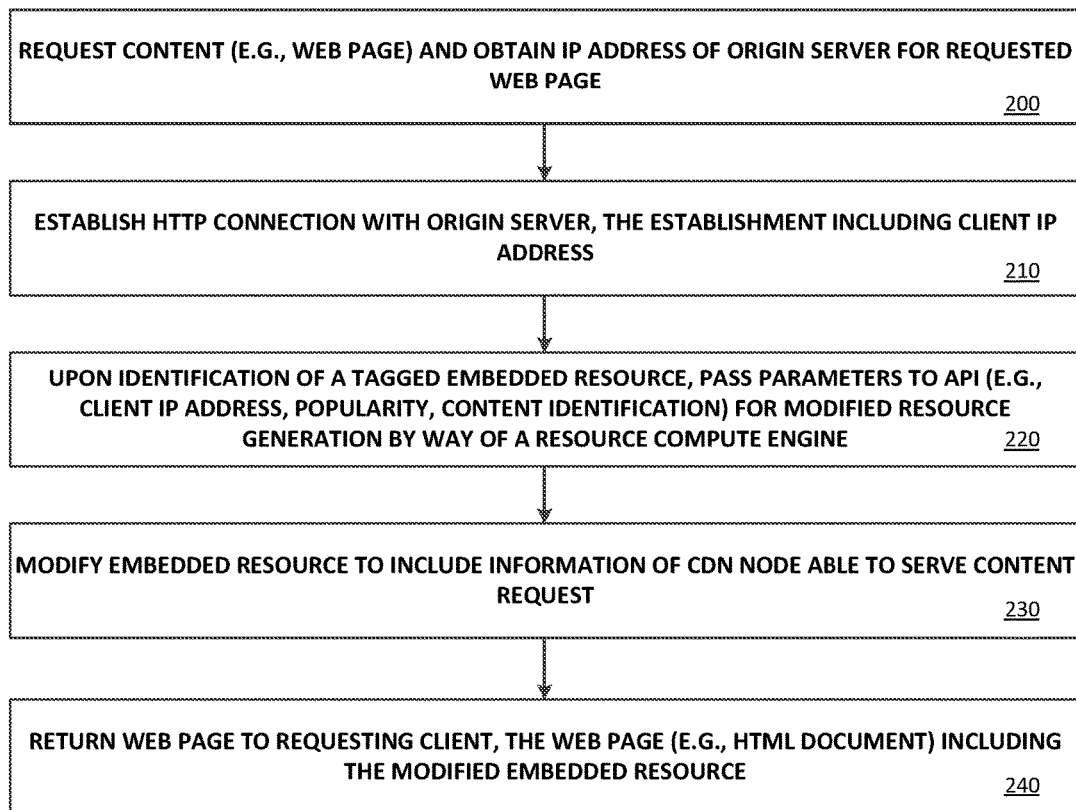 REQUEST CONTENT (E.G., WEB PAGE) AND OBTAIN IP ADDRESS OF ORIGIN SERVER FOR REQUESTED
WEB PAGE
200
ESTABLISH HTTP CONNECTION WITH ORIGIN SERVER, THE ESTABLISHMENT INCLUDING CLIENT IP
ADDRESS
210
UPON IDENTIFICATION OF A TAGGED EMBEDDED RESOURCE, PASS PARAMETERS TO API (E.G.,
CLIENT IP ADDRESS, POPULARITY, CONTENT IDENTIFICATION) FOR MODIFIED RESOURCE
GENERATION BY WAY OF A RESOURCE COMPUTE ENGINE
220
MODIFY EMBEDDED RESOURCE TO INCLUDE INFORMATION OF CDN NODE ABLE TO SERVE CONTENT
REQUEST
230
RETURN WEB PAGE TO REQUESTING CLIENT, THE WEB PAGE (E.G., HTML DOCUMENT) INCLUDING
THE MODIFIED EMBEDDED RESOURCE
240